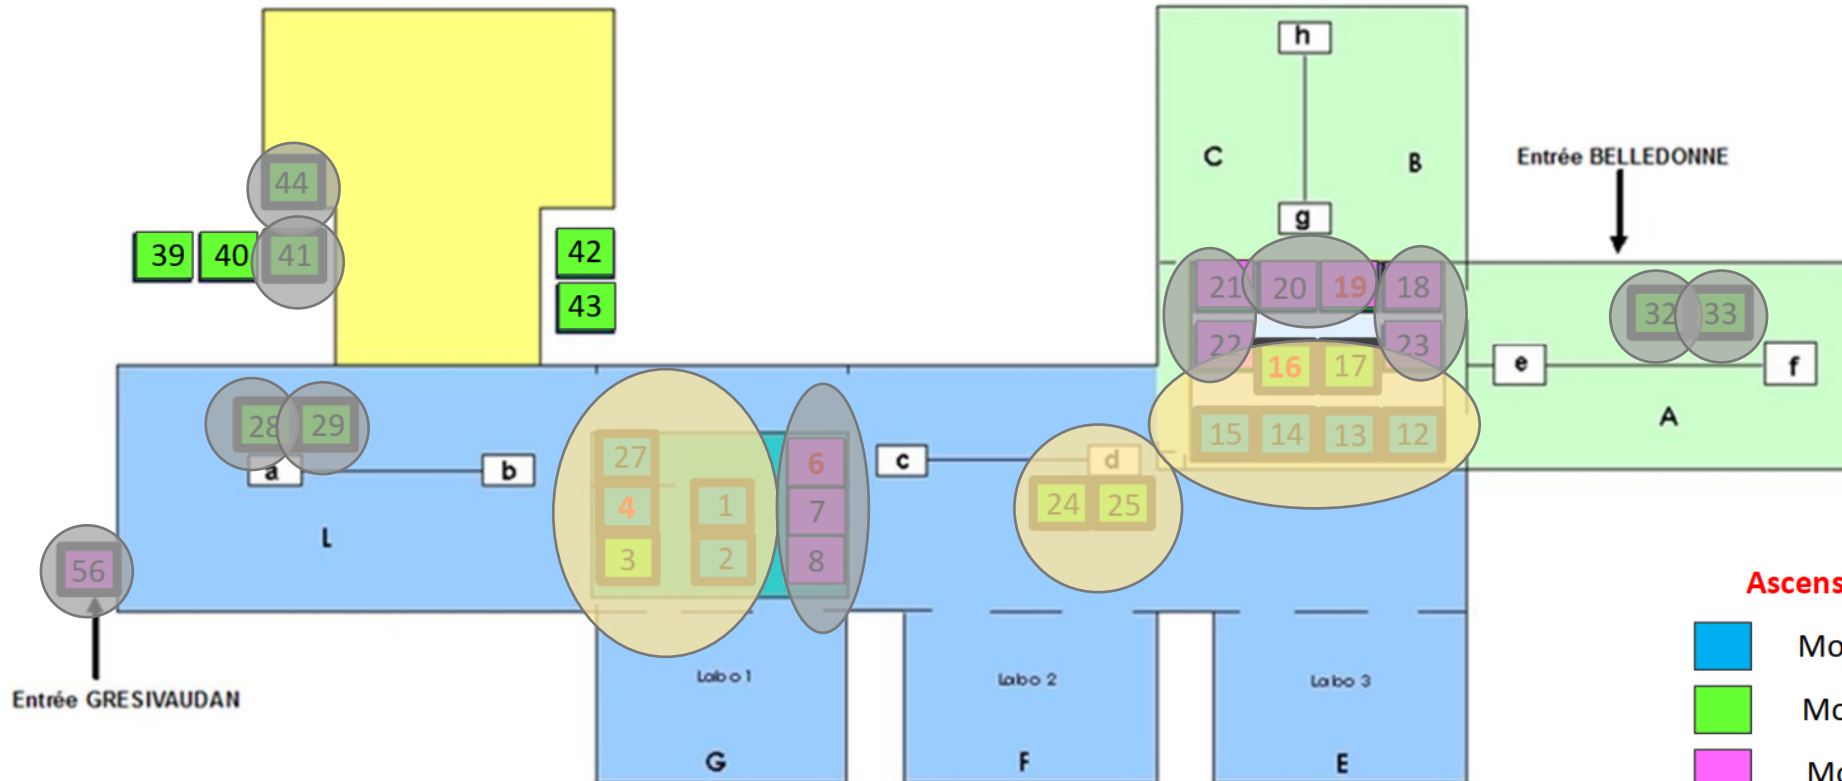 h
C
B
Entrée BELLEDONNE
g
44
39 40 41
42
43
21 20 19 18
22 23
32 33
16 17
e
f
A
28 29
a
b
15 14 13 12
27
6
c
d
4
1
7
24 25
3
2
8
L
56
Entrée GRESIVAUDAN
Ascens
Mo
Mo
Mo
Labo 1
Labo 2
Labo 3
G
F
E